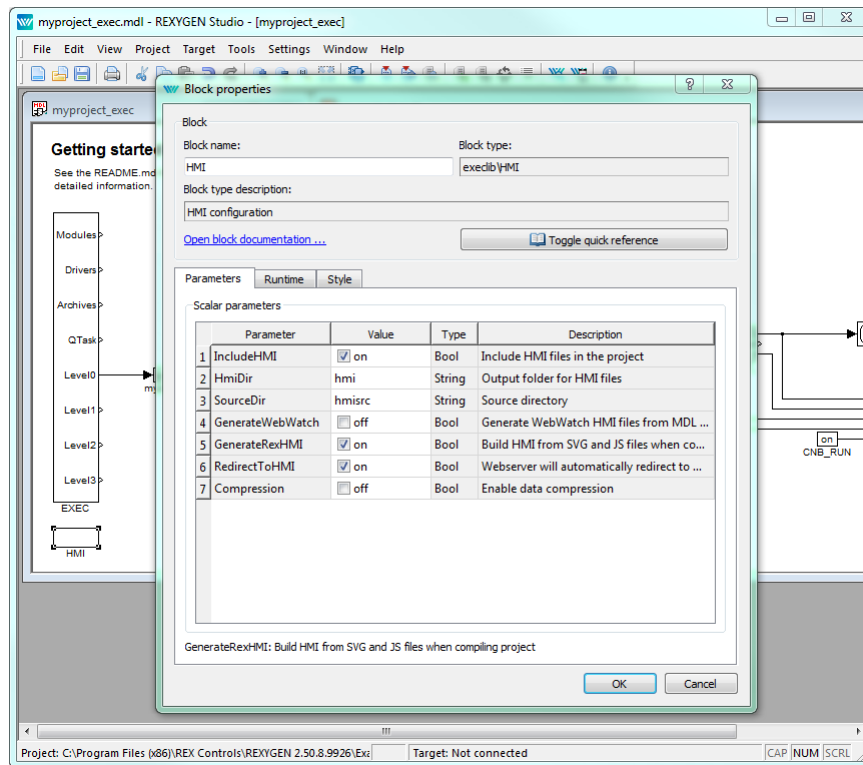 myproject_exec.mdl - REXYGEN Studio - [myproject_exec]
File Edit View Project Target Tools Settings Window Help
myproject_exec
Block properties
Getting starte
See the README.md
detailed information.
Block
Block name:
Block type:
HMI
execlib\HMI
Block type description:
HMI configuration
Open block documentation ...
Toggle quick reference
Parameters Runtime Style
Scalar parameters
Parameter Value Type Description
1 IncludeHMI on Bool Include HMI files in the project
2 HmiDir hmi String Output folder for HMI files
3 SourceDir hmisrc String Source directory
4 GenerateWebWatch off Bool Generate WebWatch HMI files from MDL ...
5 GenerateRexHMI on Bool Build HMI from SVG and JS files when co...
6 RedirectToHMI on Bool Webserver will automatically redirect to ...
7 Compression off Bool Enable data compression
GenerateRexHMI: Build HMI from SVG and JS files when compiling project
OK Cancel
Modules
Drivers
Archives
QTask
Level0
my
Level1
Level2
Level3
EXEC
HMI
on
CNB_RUN
Project: C:\Program Files (x86)\REX Controls\REXYGEN 2.50.8.9926\Exa
Target: Not connected
CAP NUM SCRL